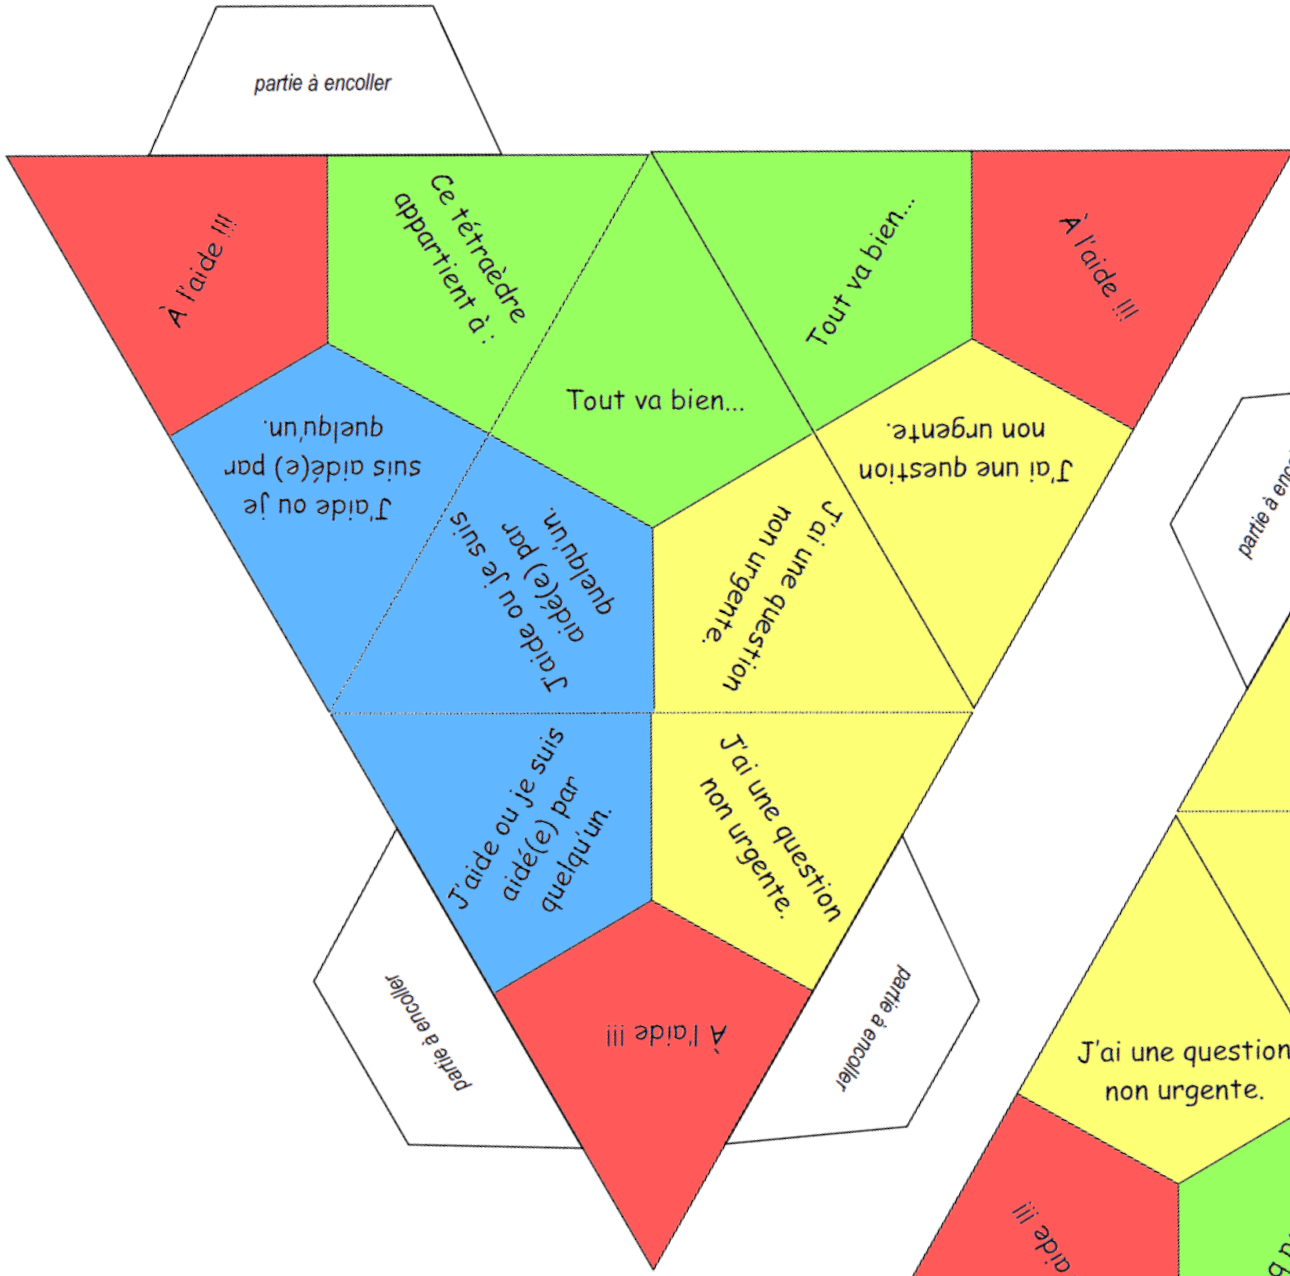 partie à encoller
À l'aide !!!
Ce tétraèdre
appartient à :
Tout va bien...
Tout va bien...
À l'aide !!!
J'aide ou je
suis aidé(e) par
quelqu'un.
J'aide ou je suis
aidé(e) par
quelqu'un.
J'ai une question
non urgente.
J'ai une question
non urgente.
J'aide ou je suis
aidé(e) par
quelqu'un.
J'ai une question
non urgente.
À l'aide !!!
partie à encoller
partie à encoller
partie à
J'ai une question
non urgente.
aide !!!